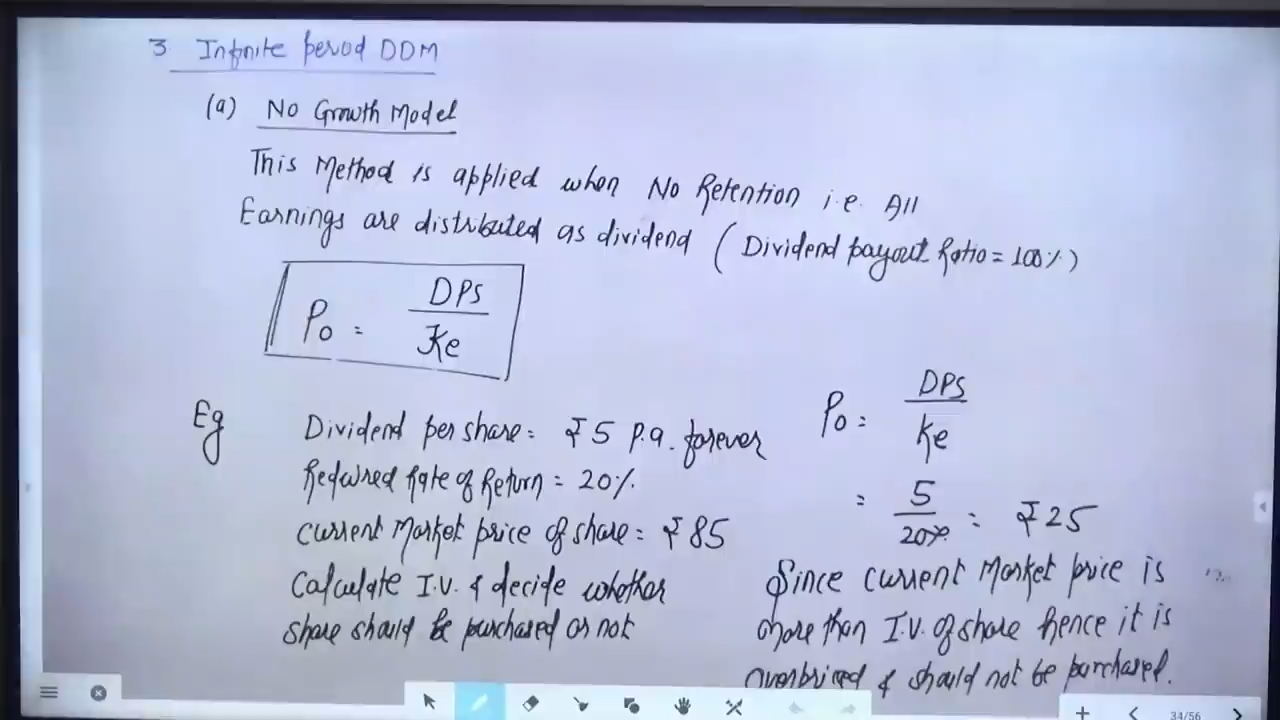 3 Infinite period DDM
(a) No Growth Model
This Method is applied when No Retention i.e. All
Earnings are distributed as dividend ( Dividend payout Ratio = 100%)
P0 = DPS
Ke
Eg
Dividend per share = ₹5 p.a. forever
Required Rate of Return = 20%
Current Market price of share = ₹85
Calculate I.V. & decide whether
share should be purchased or not
P0 = DPS
Ke
= 5
20%
= ₹25
Since current Market price is
more than I.V. of share hence it is
overpriced & should not be purchased.
34/56